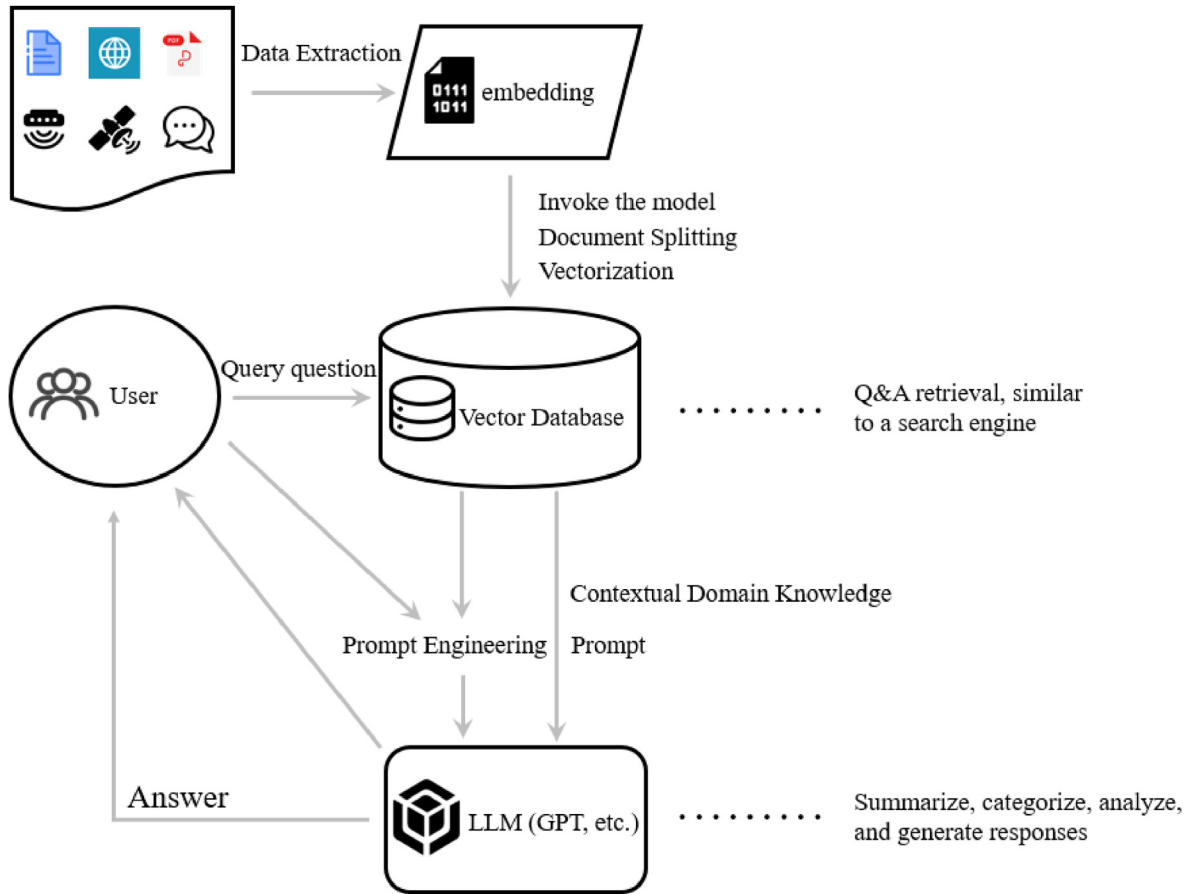 PDF
Data Extraction
0111
1011
embedding
Invoke the model
Document Splitting
Vectorization
Query question
User
Vector Database
Q&A retrieval, similar
to a search engine
Contextual Domain Knowledge
Prompt Engineering
Prompt
Answer
LLM (GPT, etc.)
Summarize, categorize, analyze,
and generate responses